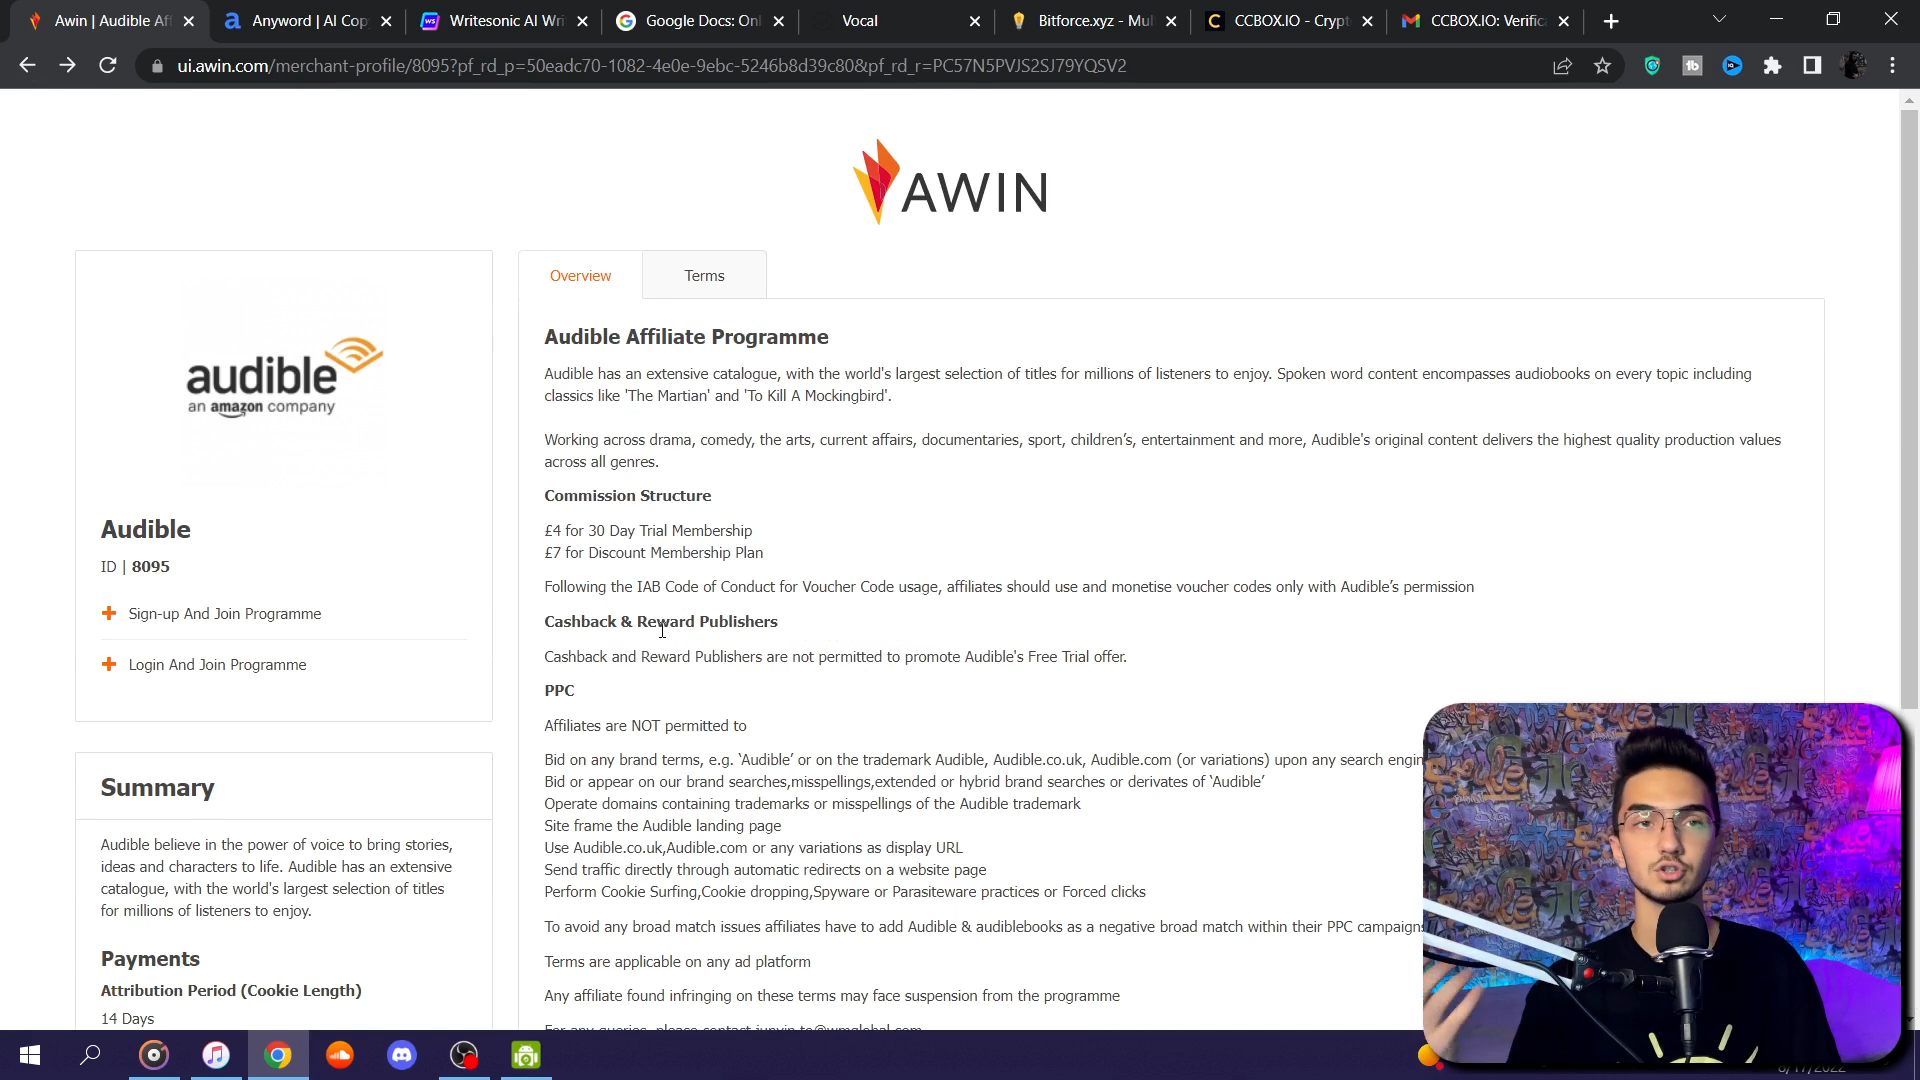 Awin | Audible Af
Anyword | AI Cop
Writesonic AI Wri
Google Docs: Onl
Vocal
Bitforce.xyz - Mul
CCBOX.IO - Crypt
CCBOX.IO: Verific
ui.awin.com/merchant-profile/8095?pf_rd_p=50eadc70-1082-4e0e-9ebc-5246b8d39c80&pf_rd_r=PC57N5PVJS2SJ79YQSV2
AWIN
audible
an amazon company
Audible
ID | 8095
Sign-up And Join Programme
Login And Join Programme
Summary
Audible believe in the power of voice to bring stories,
ideas and characters to life. Audible has an extensive
catalogue, with the world's largest selection of titles
for millions of listeners to enjoy.
Payments
Attribution Period (Cookie Length)
14 Days
Overview
Terms
Audible Affiliate Programme
Audible has an extensive catalogue, with the world's largest selection of titles for millions of listeners to enjoy. Spoken word content encompasses audiobooks on every topic including
classics like 'The Martian' and 'To Kill A Mockingbird'.
Working across drama, comedy, the arts, current affairs, documentaries, sport, children's, entertainment and more, Audible's original content delivers the highest quality production values
across all genres.
Commission Structure
£4 for 30 Day Trial Membership
£7 for Discount Membership Plan
Following the IAB Code of Conduct for Voucher Code usage, affiliates should use and monetise voucher codes only with Audible's permission
Cashback & Reward Publishers
Cashback and Reward Publishers are not permitted to promote Audible's Free Trial offer.
PPC
Affiliates are NOT permitted to
Bid on any brand terms, e.g. 'Audible' or on the trademark Audible, Audible.co.uk, Audible.com (or variations) upon any search engin
Bid or appear on our brand searches,misspellings,extended or hybrid brand searches or derivates of 'Audible'
Operate domains containing trademarks or misspellings of the Audible trademark
Site frame the Audible landing page
Use Audible.co.uk,Audible.com or any variations as display URL
Send traffic directly through automatic redirects on a website page
Perform Cookie Surfing,Cookie dropping,Spyware or Parasiteware practices or Forced clicks
To avoid any broad match issues affiliates have to add Audible & audiblebooks as a negative broad match within their PPC campaigns
Terms are applicable on any ad platform
Any affiliate found infringing on these terms may face suspension from the programme